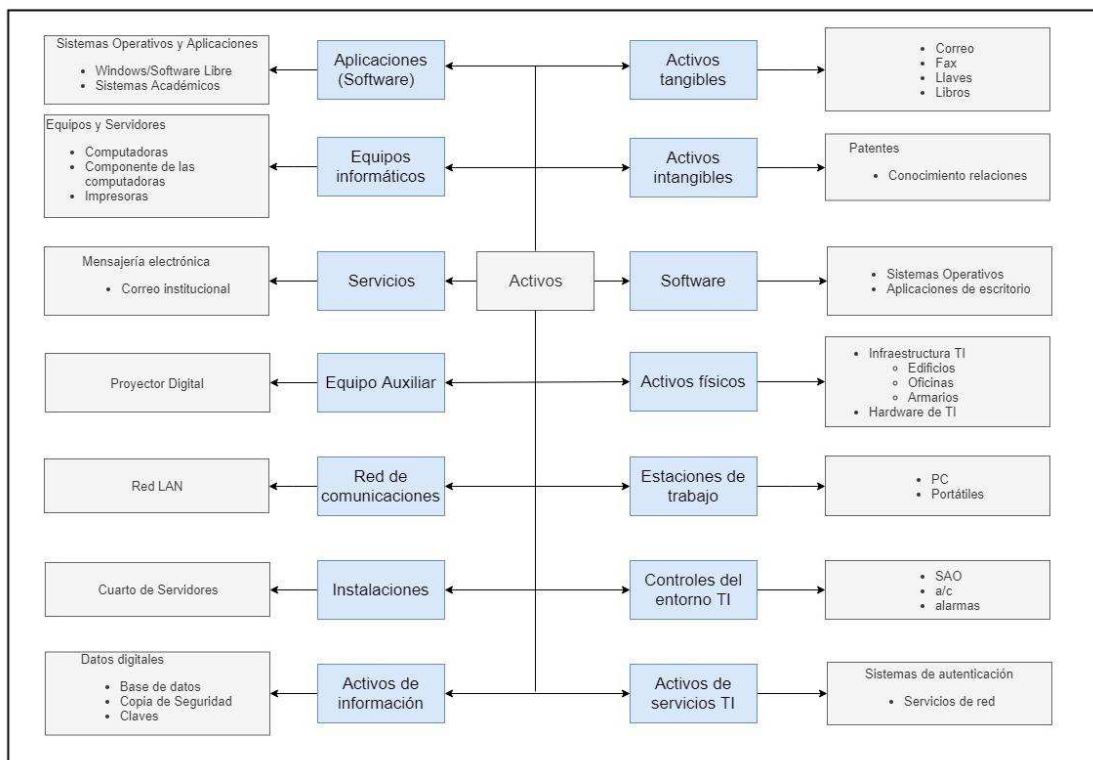 Sistemas Operativos y Aplicaciones
• Windows/Software Libre
• Sistemas Académicos
Aplicaciones
(Software)
Activos
tangibles
• Correo
• Fax
• Llaves
• Libros
Equipos y Servidores
• Computadoras
• Componente de las
computadoras
• Impresoras
Equipos
informáticos
Activos
intangibles
Patentes
• Conocimiento relaciones
Mensajería electrónica
• Correo institucional
Servicios
Activos
Software
• Sistemas Operativos
• Aplicaciones de escritorio
Proyector Digital
Equipo Auxiliar
Activos físicos
• Infraestructura TI
○ Edificios
○ Oficinas
○ Armarios
• Hardware de TI
Red LAN
Red de
comunicaciones
Estaciones de
trabajo
• PC
• Portátiles
Cuarto de Servidores
Instalaciones
Controles del
entorno TI
• SAO
• a/c
• alarmas
Datos digitales
• Base de datos
• Copia de Seguridad
• Claves
Activos de
información
Activos de
servicios TI
Sistemas de autenticación
• Servicios de red